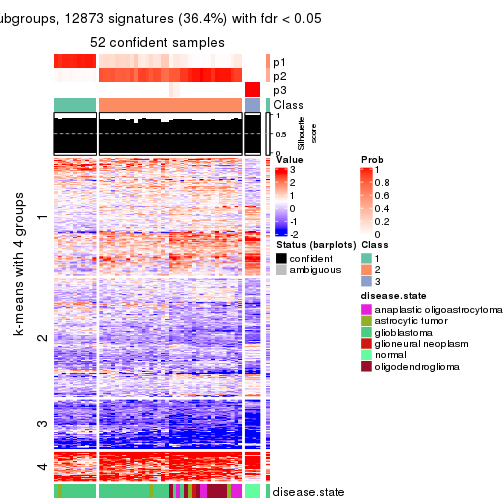 ubgroups, 12873 signatures (36.4%) with fdr < 0.05
52 confident samples
p1
p2
p3
Class
1
0.5
0
Silhouette
score
k-means with 4 groups
1
2
3
4
disease.state
Value
3
2
1
0
-1
-2
Prob
1
0.8
0.6
0.4
0.2
0
Status (barplots)
confident
ambiguous
Class
1
2
3
disease.state
anaplastic oligoastrocytoma
astrocytic tumor
glioblastoma
glioneural neoplasm
normal
oligodendroglioma